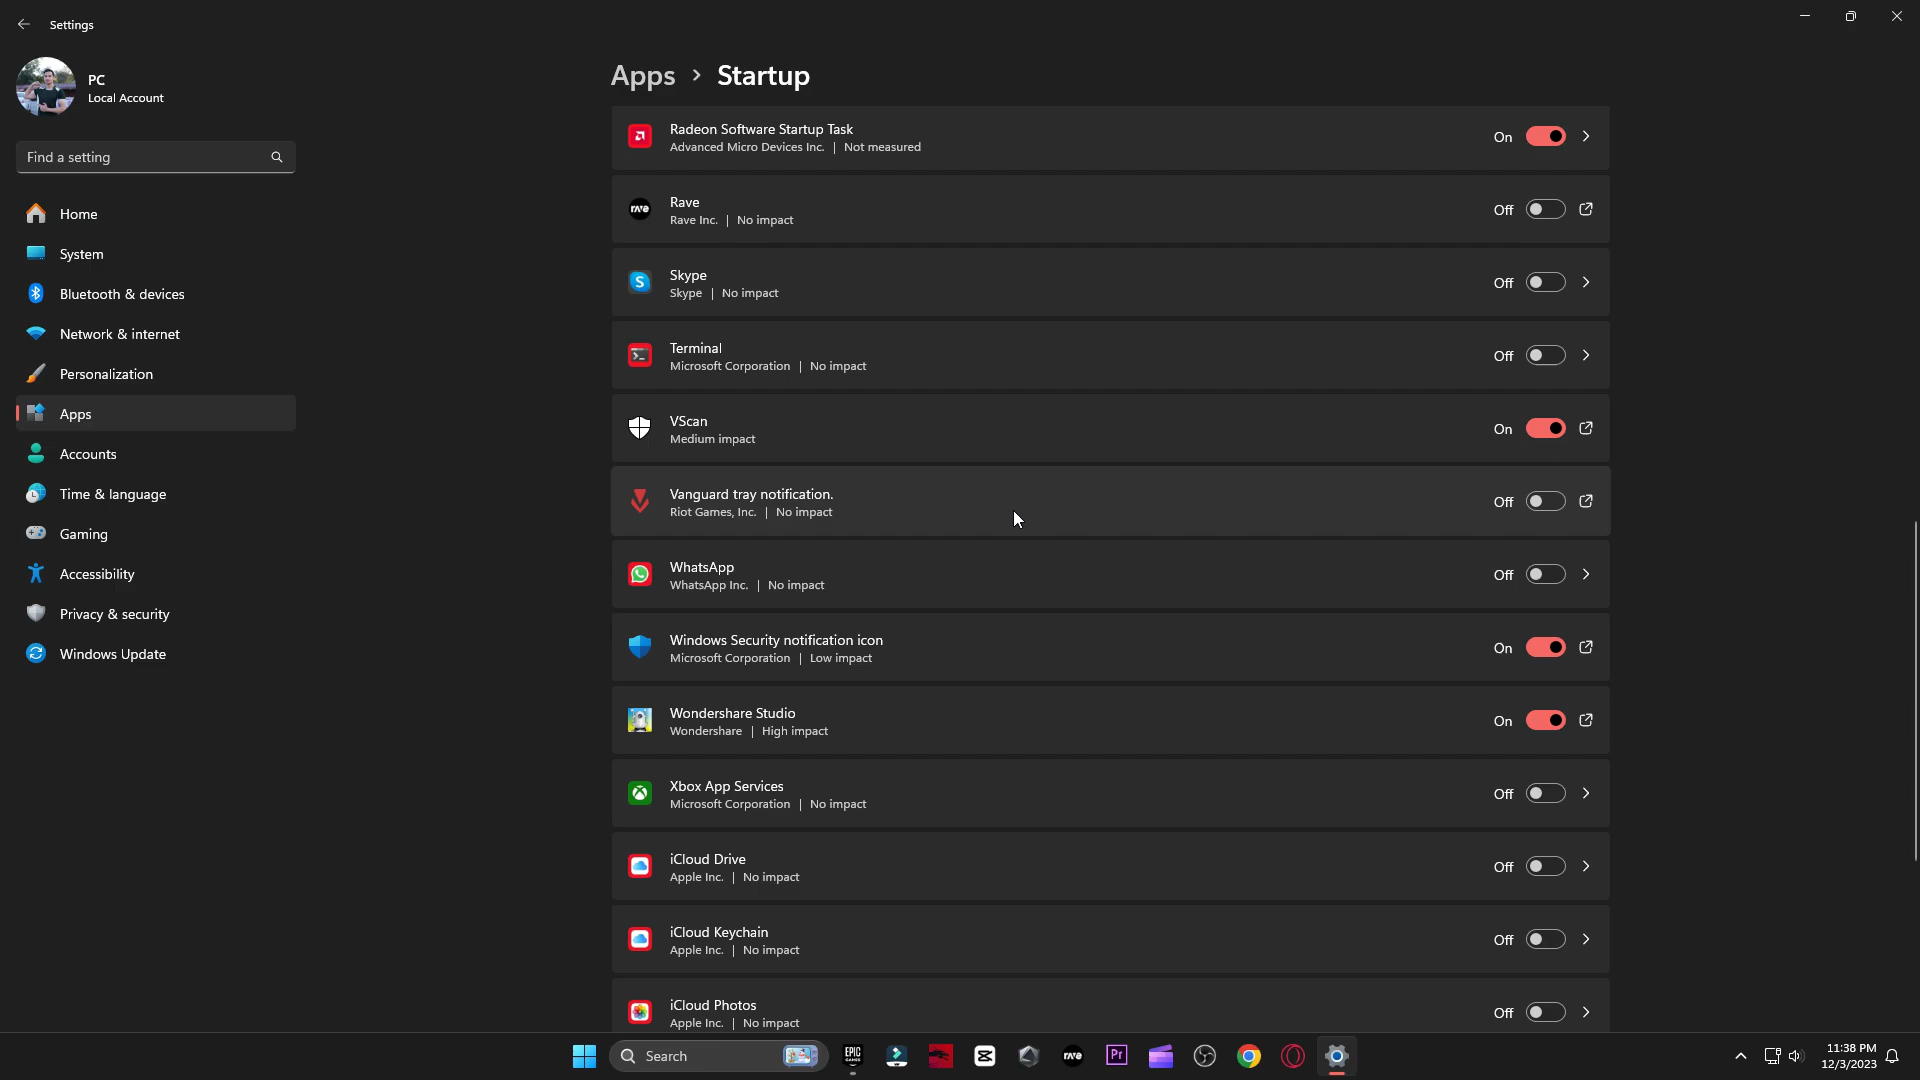 Settings
PC
Local Account
Find a setting
Home
System
Bluetooth & devices
Network & internet
Personalization
Apps
Accounts
Time & language
Gaming
Accessibility
Privacy & security
Windows Update
Apps > Startup
Radeon Software Startup Task
Advanced Micro Devices Inc. | Not measured
On
Rave
Rave Inc. | No impact
Off
Skype
Skype | No impact
Off
Terminal
Microsoft Corporation | No impact
Off
VScan
Medium impact
On
Vanguard tray notification.
Riot Games, Inc. | No impact
Off
WhatsApp
WhatsApp Inc. | No impact
Off
Windows Security notification icon
Microsoft Corporation | Low impact
On
Wondershare Studio
Wondershare | High impact
On
Xbox App Services
Microsoft Corporation | No impact
Off
iCloud Drive
Apple Inc. | No impact
Off
iCloud Keychain
Apple Inc. | No impact
Off
iCloud Photos
Apple Inc. | No impact
Off
Search
EPIC GAMES
rave
Pr
11:38 PM
12/3/2023